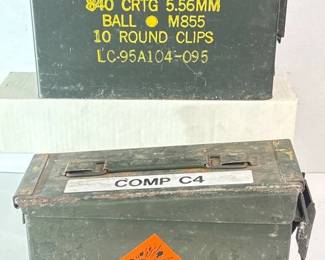 840 CRTG 5.56MM
BALL ● M855
10 ROUND CLIPS
LC-95A104-095
COMP C4